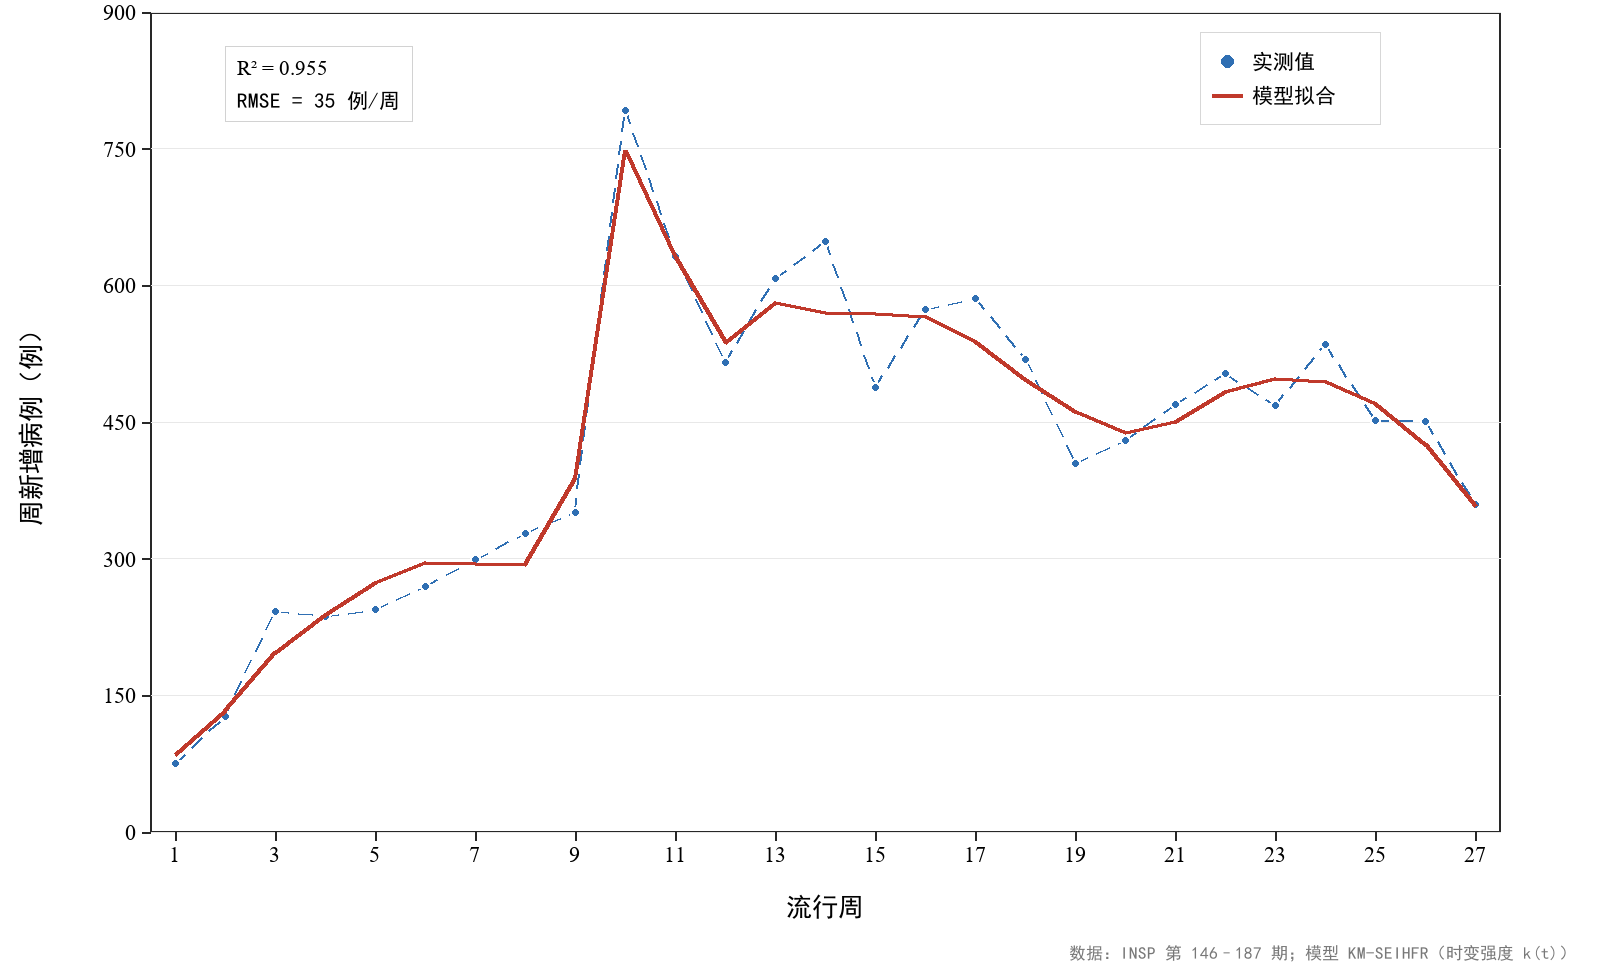 900
750
600
450
300
150
0
R² = 0.955
RMSE = 35 例/周
实测值
模型拟合
周新增病例（例）
1 3 5 7 9 11 13 15 17 19 21 23 25 27
流行周
数据：INSP 第 146–187 期；模型 KM-SEIHFR（时变强度 k(t)）